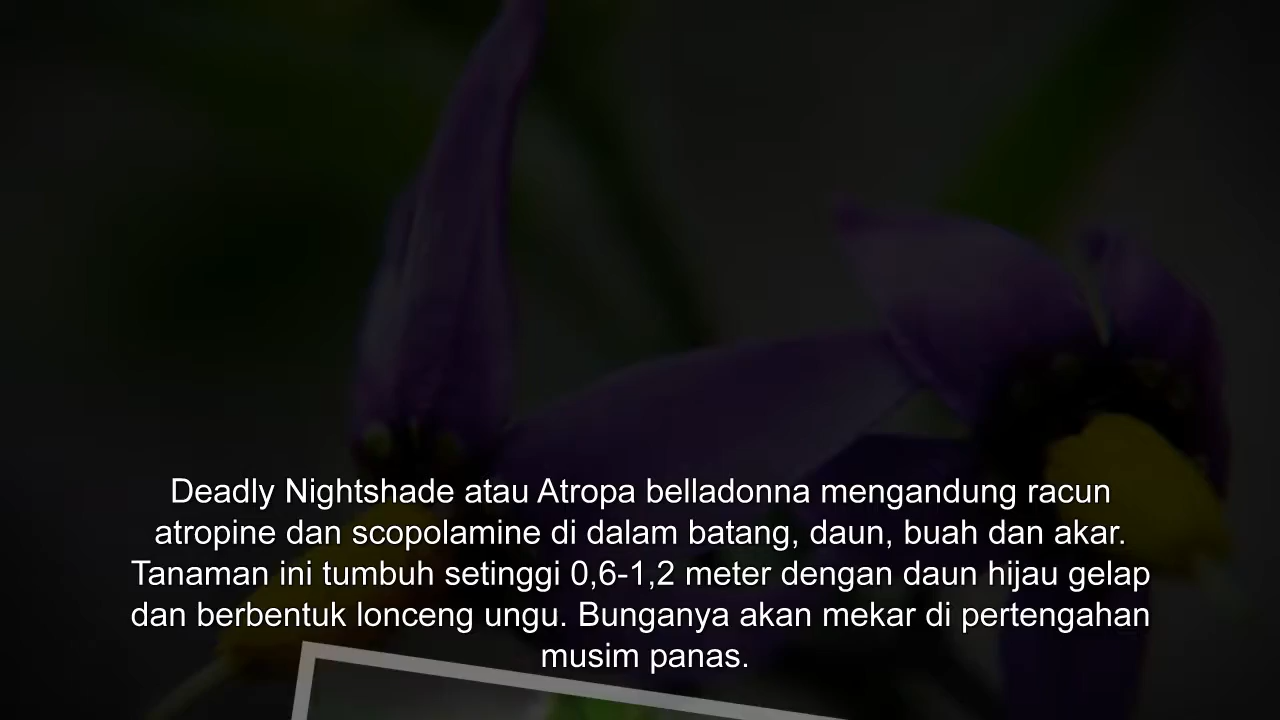 Deadly Nightshade atau Atropa belladonna mengandung racun
atropine dan scopolamine di dalam batang, daun, buah dan akar.
Tanaman ini tumbuh setinggi 0,6-1,2 meter dengan daun hijau gelap
dan berbentuk lonceng ungu. Bunganya akan mekar di pertengahan
musim panas.